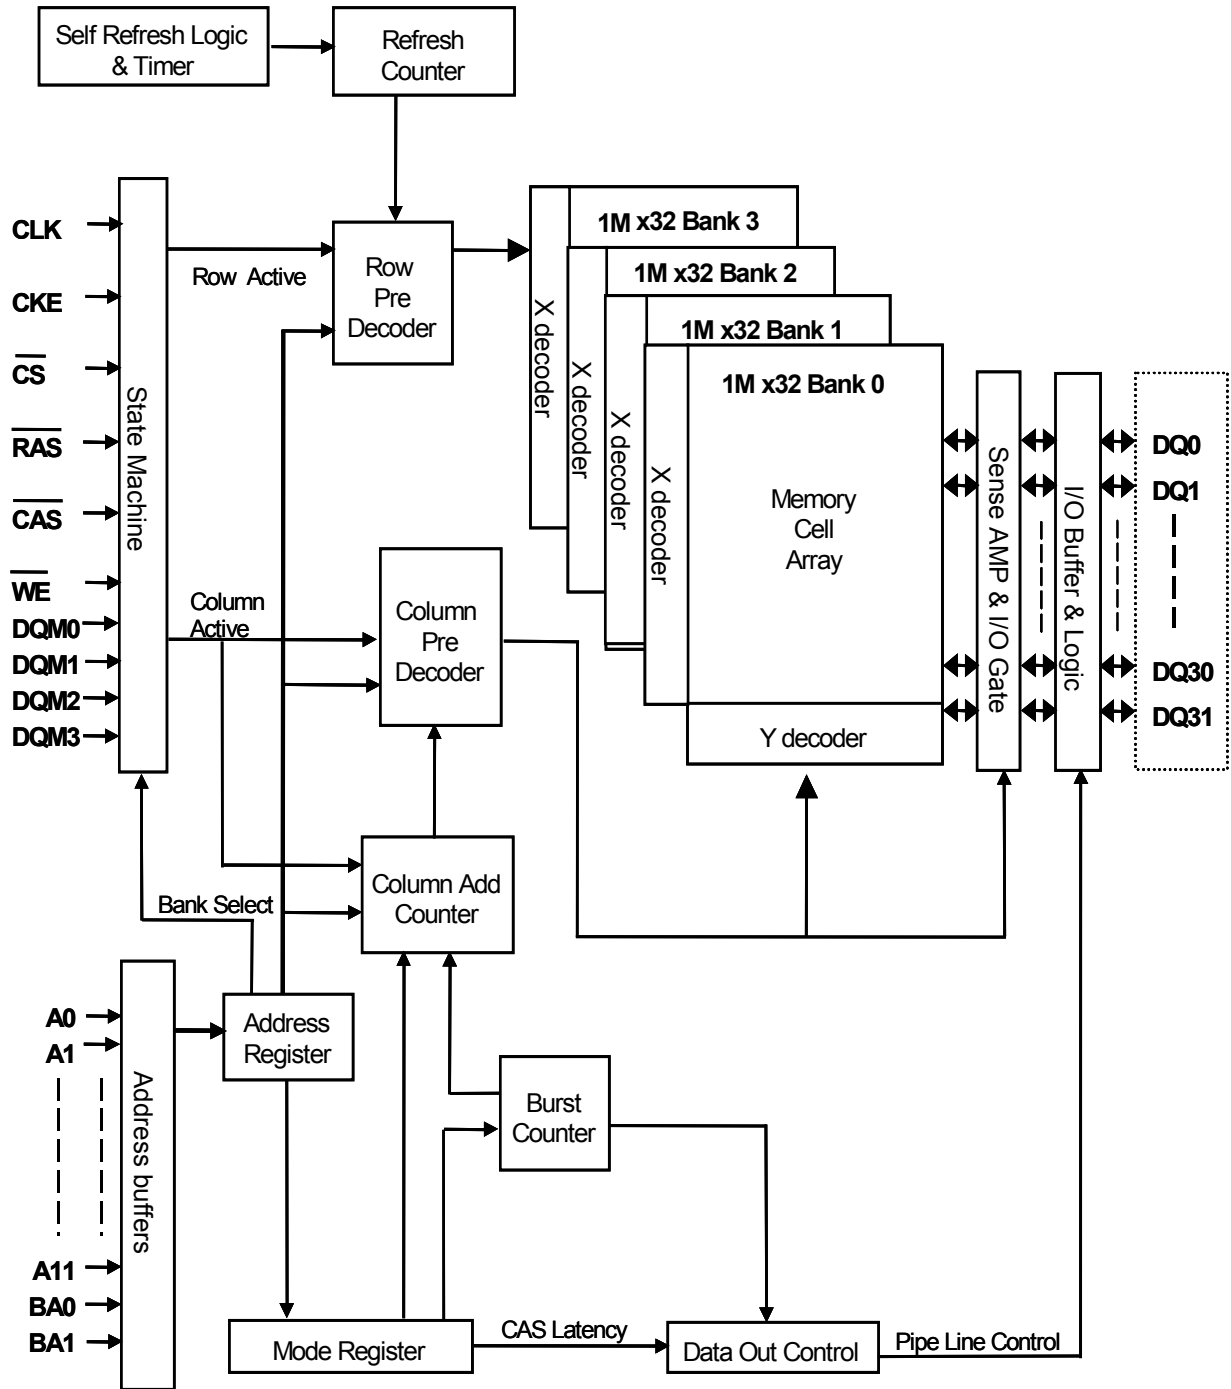 Self Refresh Logic
& Timer
Refresh
Counter
CLK
CKE
CS
RAS
CAS
WE
DQM0
DQM1
DQM2
DQM3
State Machine
Row Active
Row
Pre
Decoder
Column
Active
Column
Pre
Decoder
1M x32 Bank 3
1M x32 Bank 2
1M x32 Bank 1
1M x32 Bank 0
X decoder
X decoder
X decoder
X decoder
Memory
Cell
Array
Y decoder
Sense AMP & I/O Gate
I/O Buffer & Logic
DQ0
DQ1
DQ30
DQ31
Bank Select
Column Add
Counter
A0
A1
A11
BA0
BA1
Address buffers
Address
Register
Burst
Counter
Mode Register
CAS Latency
Data Out Control
Pipe Line Control